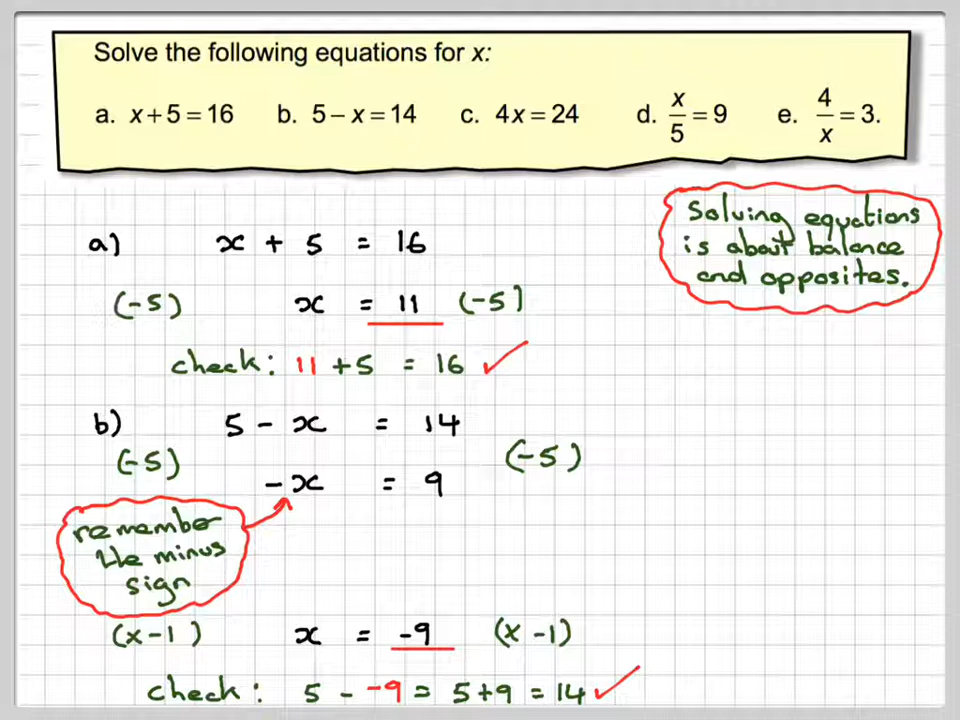 Solve the following equations for x:
a. x + 5 = 16 b. 5 − x = 14 c. 4x = 24 d. x/5 = 9 e. 4/x = 3.
Solving equations
is about balance
and opposites.
a) x + 5 = 16
(-5) x = 11 (-5)
check: 11 + 5 = 16 ✓
b) 5 - x = 14
(-5) (-5)
-x = 9
remember
the minus
sign
(x -1) x = -9 (x -1)
check: 5 - -9 = 5+9 = 14 ✓